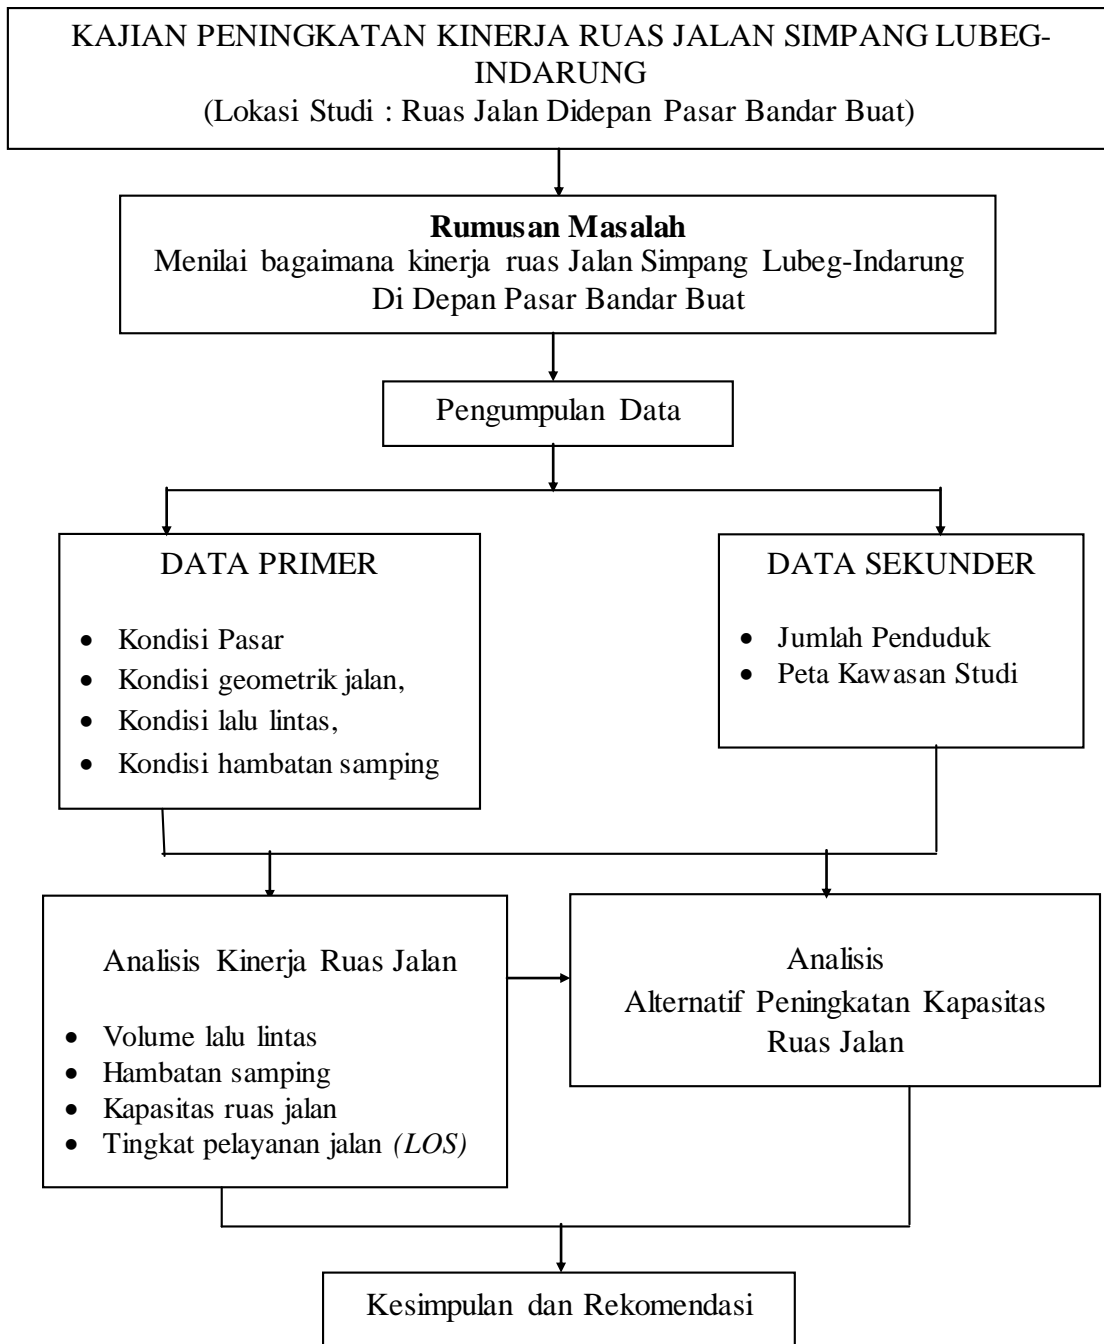 KAJIAN PENINGKATAN KINERJA RUAS JALAN SIMPANG LUBEG-
INDARUNG
(Lokasi Studi : Ruas Jalan Didepan Pasar Bandar Buat)
Rumusan Masalah
Menilai bagaimana kinerja ruas Jalan Simpang Lubeg-Indarung
Di Depan Pasar Bandar Buat
Pengumpulan Data
DATA PRIMER
• Kondisi Pasar
• Kondisi geometrik jalan,
• Kondisi lalu lintas,
• Kondisi hambatan samping
DATA SEKUNDER
• Jumlah Penduduk
• Peta Kawasan Studi
Analisis Kinerja Ruas Jalan
• Volume lalu lintas
• Hambatan samping
• Kapasitas ruas jalan
• Tingkat pelayanan jalan (LOS)
Analisis
Alternatif Peningkatan Kapasitas
Ruas Jalan
Kesimpulan dan Rekomendasi